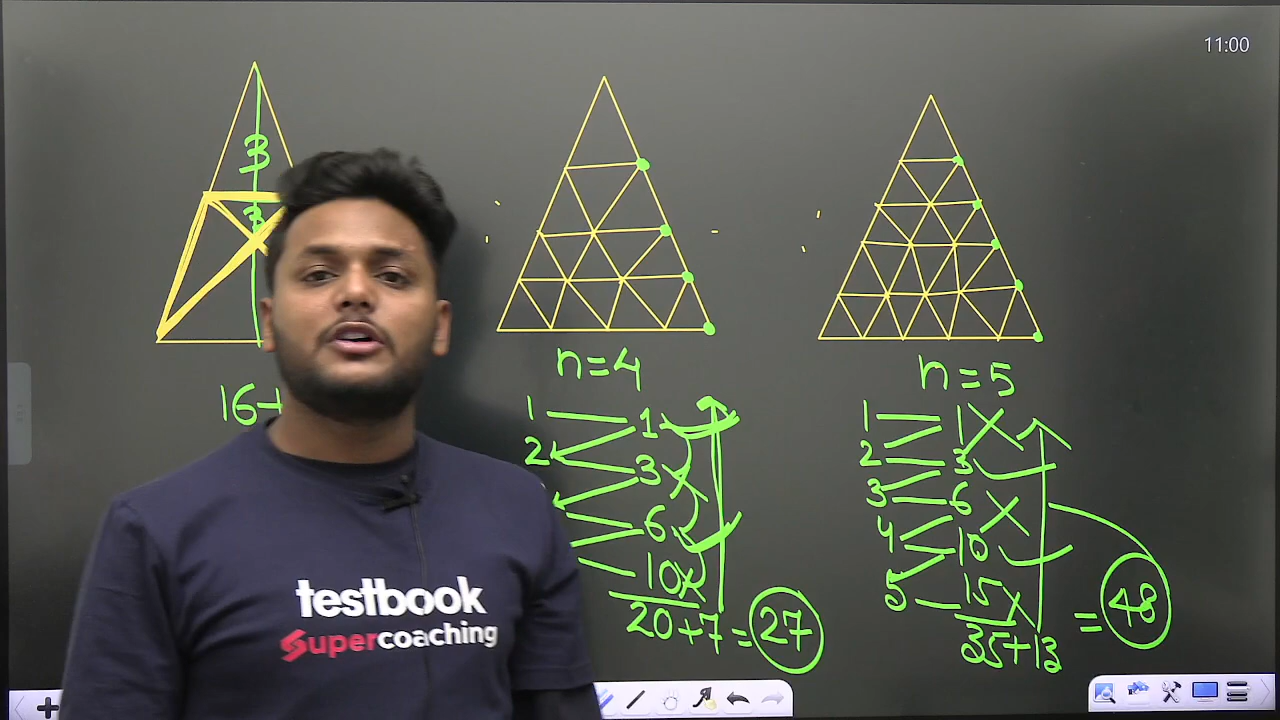 11:00
3
3
16+
n=4
1 1
2 3
6
10
20+7 = 27
n=5
1 1
2 3
3 6
4 10
5 15
35+13 = 48
testbook
Supercoaching